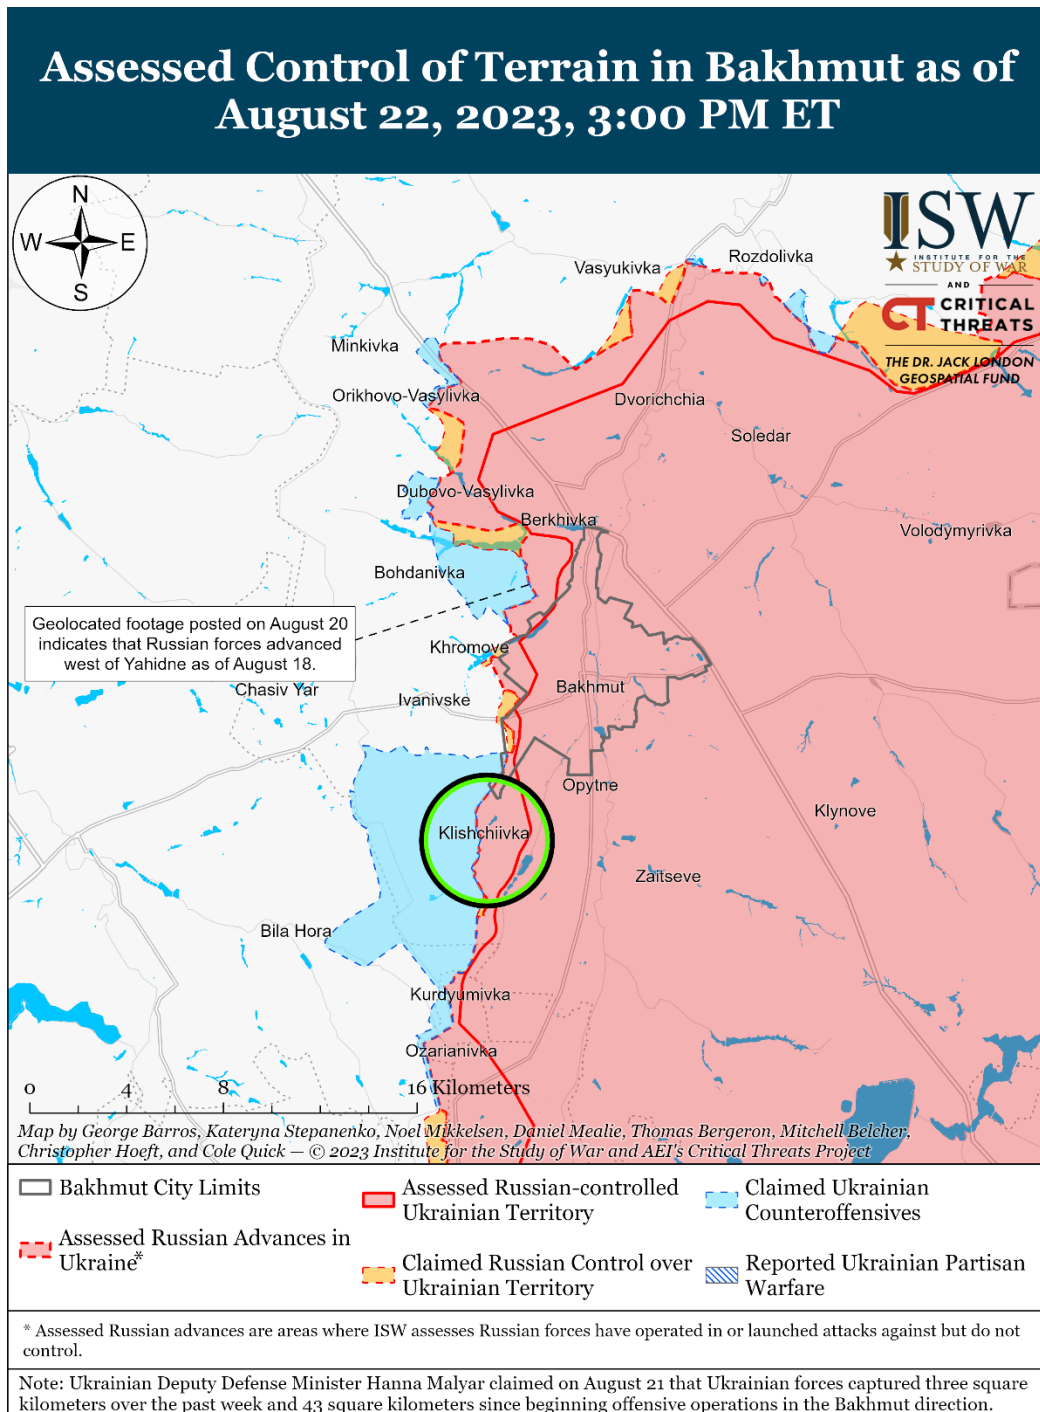 Assessed Control of Terrain in Bakhmut as of
August 22, 2023, 3:00 PM ET
N
W E
S
ISW
INSTITUTE FOR THE
STUDY OF WAR
AND
CT CRITICAL
THREATS
THE DR. JACK LONDON
GEOSPATIAL FUND
Rozdolivka
Vasyukivka
Minkivka
Orikhovo-Vasylivka
Dvorichchia
Soledar
Dubovo-Vasylivka
Berkhivka
Volodymyrivka
Bohdanivka
Geolocated footage posted on August 20
indicates that Russian forces advanced
west of Yahidne as of August 18.
Khromove
Chasiv Yar
Ivanivske
Bakhmut
Opytne
Klynove
Klishchiivka
Zaitseve
Bila Hora
Kurdyumivka
Ozarianivka
0 4 8 16 Kilometers
Map by George Barros, Kateryna Stepanenko, Noel Mikkelsen, Daniel Mealie, Thomas Bergeron, Mitchell Belcher,
Christopher Hoeft, and Cole Quick — © 2023 Institute for the Study of War and AEI's Critical Threats Project
Bakhmut City Limits
Assessed Russian Advances in
Ukraine*
Assessed Russian-controlled
Ukrainian Territory
Claimed Russian Control over
Ukrainian Territory
Claimed Ukrainian
Counteroffensives
Reported Ukrainian Partisan
Warfare
* Assessed Russian advances are areas where ISW assesses Russian forces have operated in or launched attacks against but do not
control.
Note: Ukrainian Deputy Defense Minister Hanna Malyar claimed on August 21 that Ukrainian forces captured three square
kilometers over the past week and 43 square kilometers since beginning offensive operations in the Bakhmut direction.